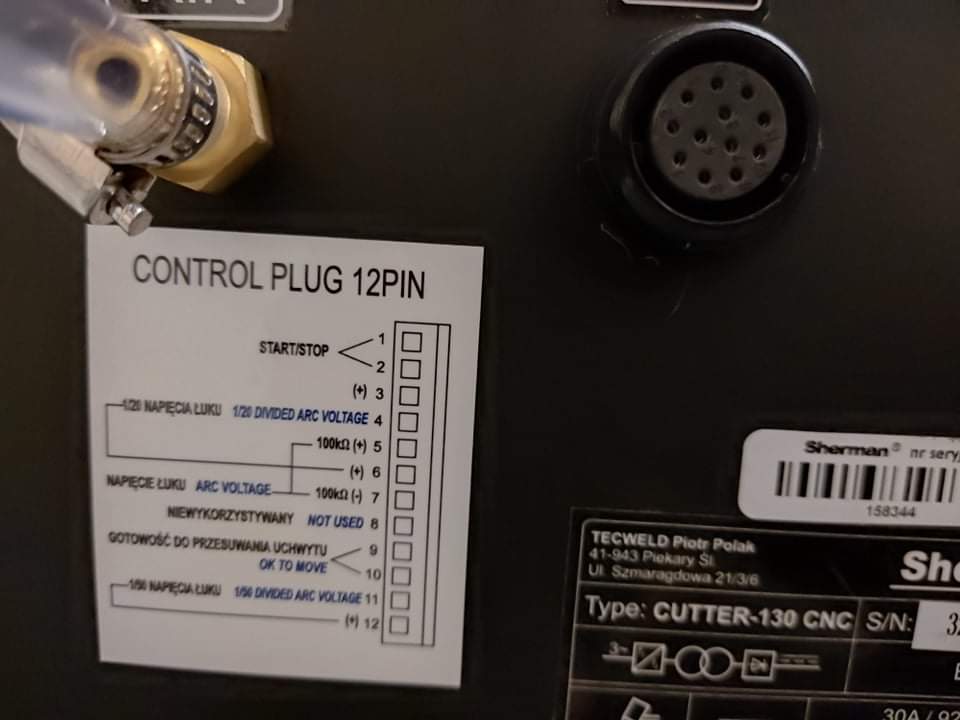 CONTROL PLUG 12PIN
START/STOP
1
2
(+) 3
1/20 NAPIĘCIA ŁUKU 1/20 DIVIDED ARC VOLTAGE 4
100kΩ (+) 5
(+) 6
NAPIĘCIE ŁUKU ARC VOLTAGE 100kΩ (-) 7
NIEWYKORZYSTYWANY NOT USED 8
GOTOWOŚĆ DO PRZESUWANIA UCHWYTU 9
OK TO MOVE 10
1/50 NAPIĘCIA ŁUKU 1/50 DIVIDED ARC VOLTAGE 11
(+) 12
Sherman® nr
158344
TECWELD Piotr Polak
41-943 Piekary Śl.
Ul. Szmaragdowa 21/3/6
Type: CUTTER-130 CNC S/N:
3~
30A /